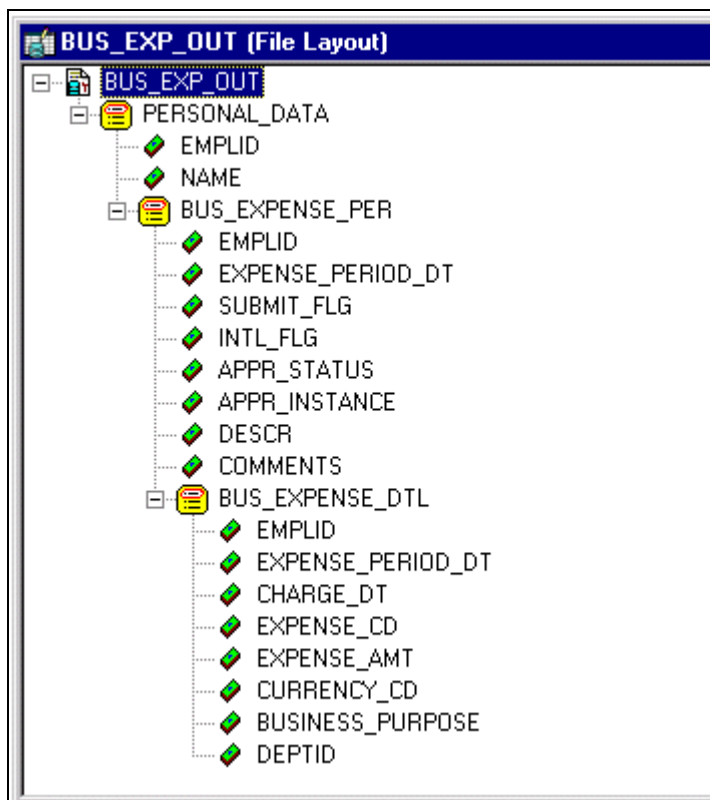 BUS_EXP_OUT (File Layout)
BUS_EXP_OUT
PERSONAL_DATA
EMPLID
NAME
BUS_EXPENSE_PER
EMPLID
EXPENSE_PERIOD_DT
SUBMIT_FLG
INTL_FLG
APPR_STATUS
APPR_INSTANCE
DESCR
COMMENTS
BUS_EXPENSE_DTL
EMPLID
EXPENSE_PERIOD_DT
CHARGE_DT
EXPENSE_CD
EXPENSE_AMT
CURRENCY_CD
BUSINESS_PURPOSE
DEPTID